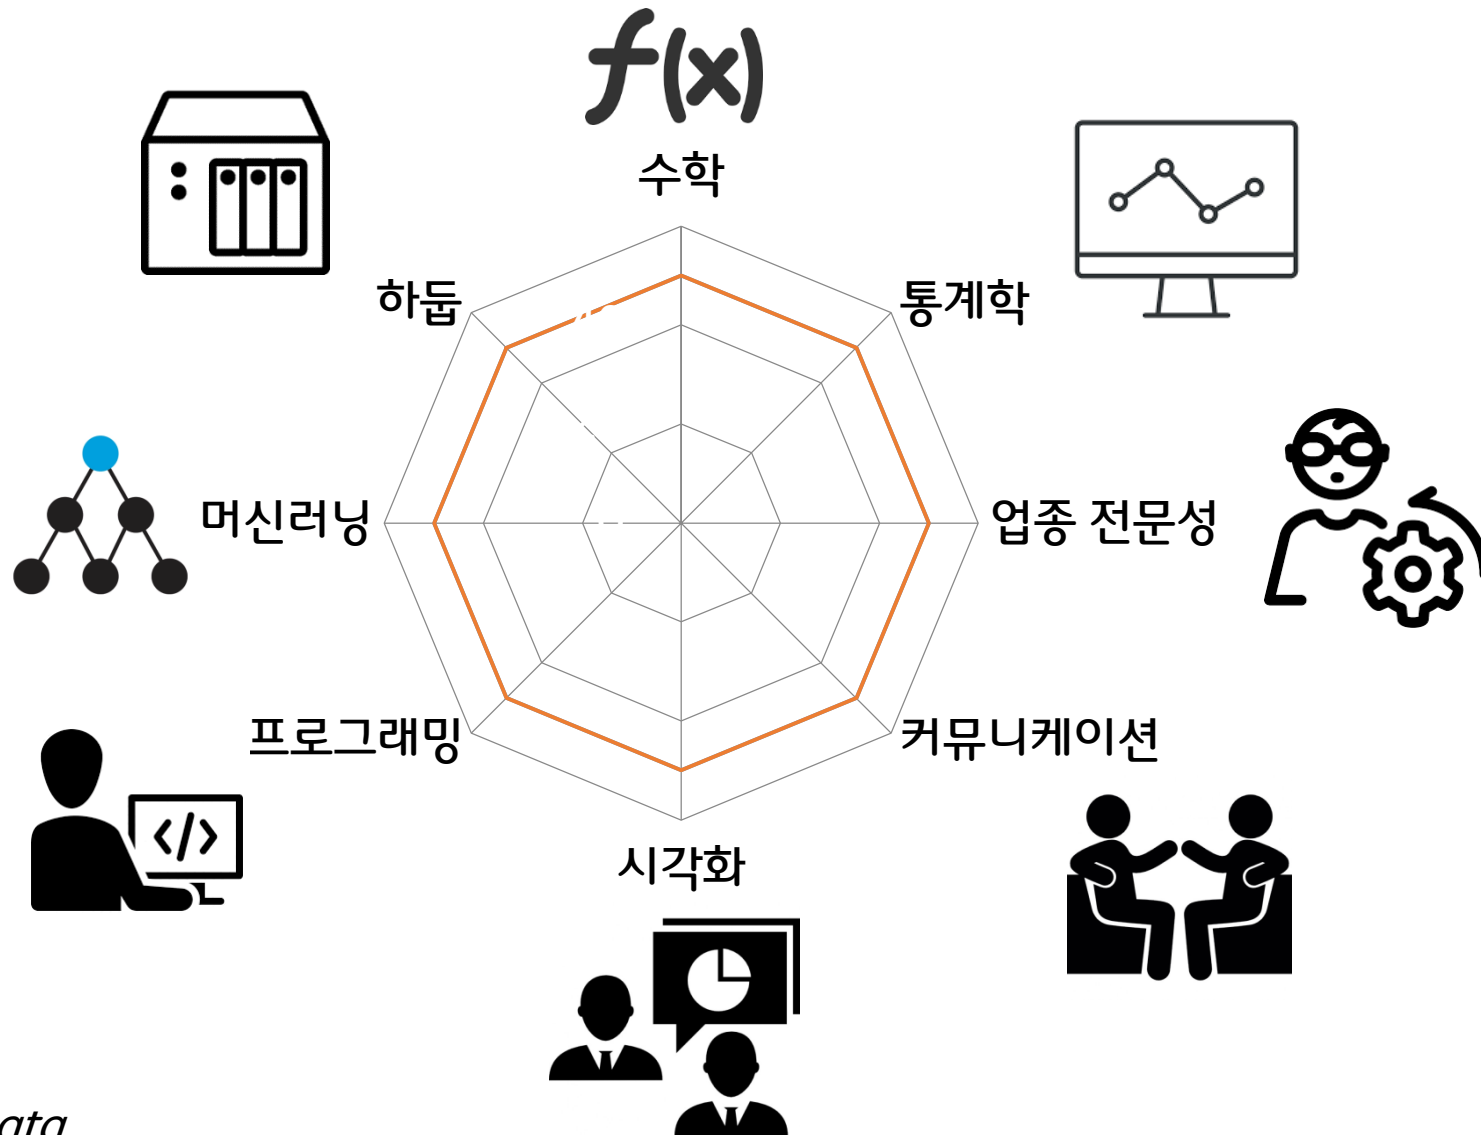 f(x)
수학
하둡
통계학
머신러닝
업종 전문성
프로그래밍
커뮤니케이션
</>
시각화